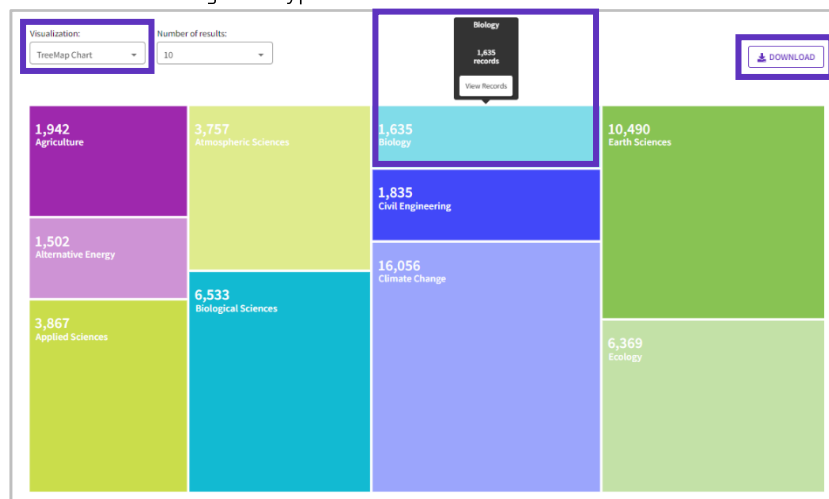 Visualization:
TreeMap Chart
Number of results:
10
Biology
1,635
records
View Records
DOWNLOAD
1,942
Agriculture
3,757
Atmospheric Sciences
1,635
Biology
10,490
Earth Sciences
1,835
Civil Engineering
1,502
Alternative Energy
16,056
Climate Change
6,533
Biological Sciences
3,867
Applied Sciences
6,369
Ecology